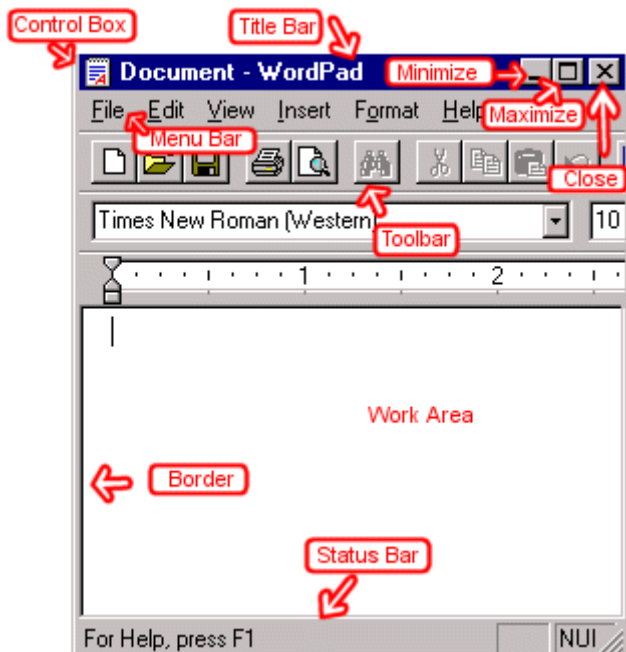 Control Box
Title Bar
Document - WordPad
Minimize
File Edit View Insert Format Help
Maximize
Menu Bar
Close
Times New Roman (Western)
10
Toolbar
1 2
Work Area
Border
Status Bar
For Help, press F1